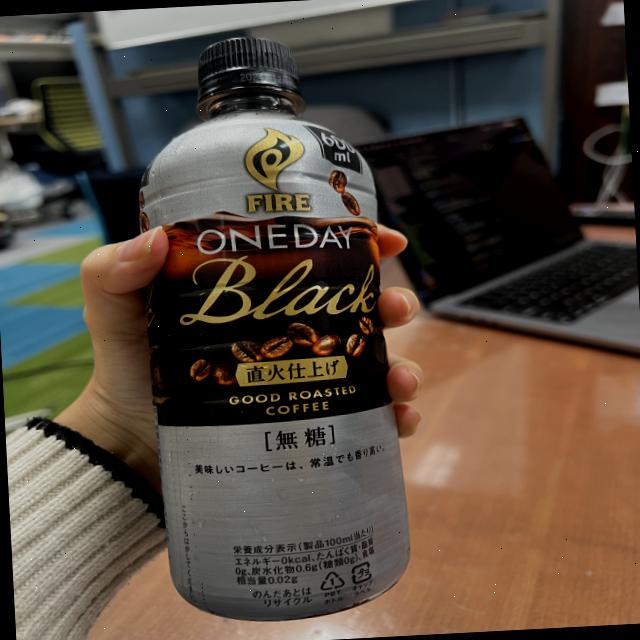 600
ml
FIRE
ONEDAY
Black
直火仕上げ
GOOD ROASTED
COFFEE
[無糖]
美味しいコーヒーは、常温でも香り高い。
栄養成分表示(製品100ml当たり)
エネルギー0kcal、たんぱく質・脂質
0g、炭水化物0.6g(糖類0g)、食塩
相当量0.02g
のんだあとは
リサイクル
PET